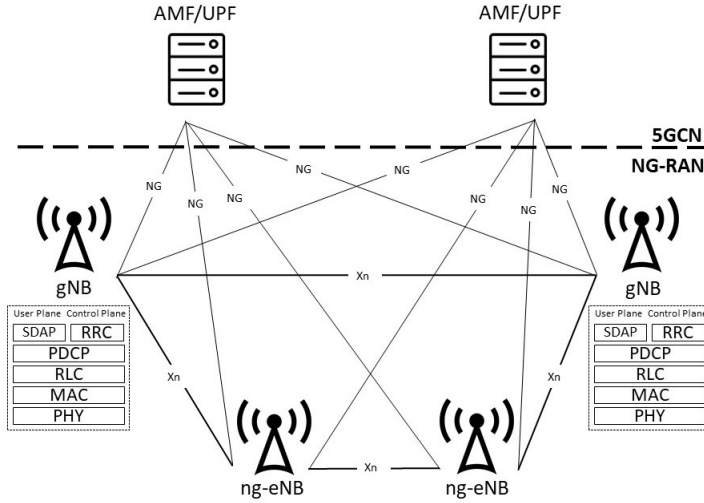 AMF/UPF
AMF/UPF
5GCN
NG-RAN
NG
NG
NG
NG
NG
NG
NG
NG
gNB
gNB
Xn
User Plane Control Plane
SDAP RRC
PDCP
RLC
MAC
PHY
User Plane Control Plane
SDAP RRC
PDCP
RLC
MAC
PHY
Xn
Xn
Xn
ng-eNB
ng-eNB